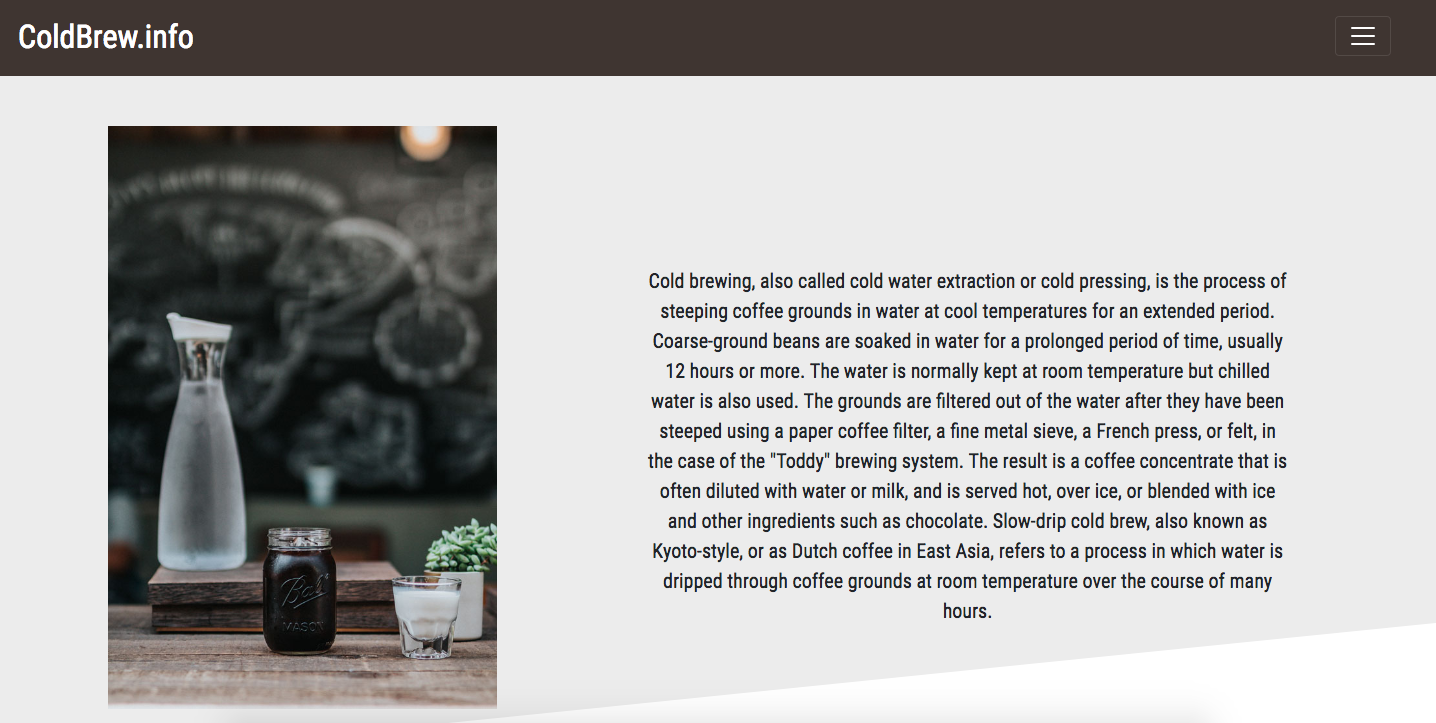 ColdBrew.info
Cold brewing, also called cold water extraction or cold pressing, is the process of
steeping coffee grounds in water at cool temperatures for an extended period.
Coarse-ground beans are soaked in water for a prolonged period of time, usually
12 hours or more. The water is normally kept at room temperature but chilled
water is also used. The grounds are filtered out of the water after they have been
steeped using a paper coffee filter, a fine metal sieve, a French press, or felt, in
the case of the "Toddy" brewing system. The result is a coffee concentrate that is
often diluted with water or milk, and is served hot, over ice, or blended with ice
and other ingredients such as chocolate. Slow-drip cold brew, also known as
Kyoto-style, or as Dutch coffee in East Asia, refers to a process in which water is
dripped through coffee grounds at room temperature over the course of many
hours.
Ball
MASON